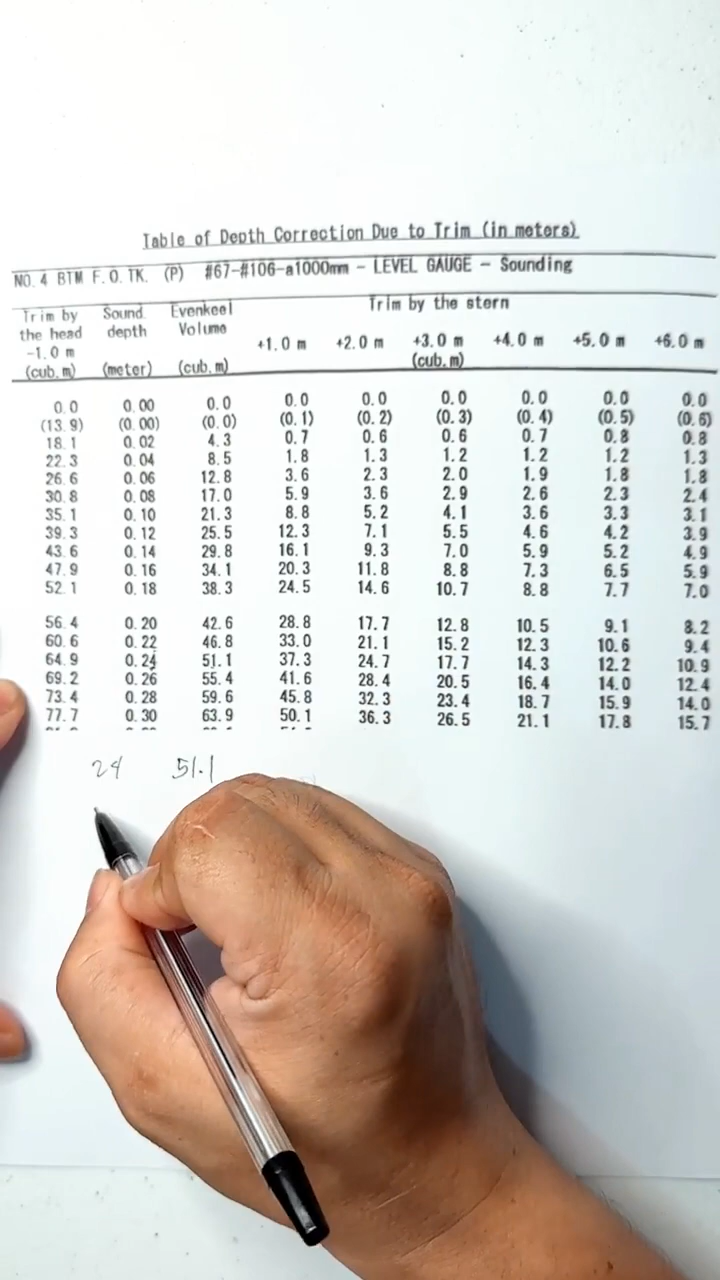 Table of Depth Correction Due to Trim (in meters)
NO. 4 BTM F. O. TK. (P) #67-#106-a1000mm - LEVEL GAUGE - Sounding
Trim by the head -1.0 m (cub. m) Sound. depth (meter) Evenkeel Volume (cub. m) Trim by the stern (cub. m)
+1.0 m +2.0 m +3.0 m +4.0 m +5.0 m +6.0 m
0.0 0.00 0.0 0.0 0.0 0.0 0.0 0.0 0.0
(13.9) (0.00) (0.0) (0.1) (0.2) (0.3) (0.4) (0.5) (0.6)
18.1 0.02 4.3 0.7 0.6 0.6 0.7 0.8 0.8
22.3 0.04 8.5 1.8 1.3 1.2 1.2 1.2 1.3
26.6 0.06 12.8 3.6 2.3 2.0 1.9 1.8 1.8
30.8 0.08 17.0 5.9 3.6 2.9 2.6 2.3 2.4
35.1 0.10 21.3 8.8 5.2 4.1 3.6 3.3 3.1
39.3 0.12 25.5 12.3 7.1 5.5 4.6 4.2 3.9
43.6 0.14 29.8 16.1 9.3 7.0 5.9 5.2 4.9
47.9 0.16 34.1 20.3 11.8 8.8 7.3 6.5 5.9
52.1 0.18 38.3 24.5 14.6 10.7 8.8 7.7 7.0
56.4 0.20 42.6 28.8 17.7 12.8 10.5 9.1 8.2
60.6 0.22 46.8 33.0 21.1 15.2 12.3 10.6 9.4
64.9 0.24 51.1 37.3 24.7 17.7 14.3 12.2 10.9
69.2 0.26 55.4 41.6 28.4 20.5 16.4 14.0 12.4
73.4 0.28 59.6 45.8 32.3 23.4 18.7 15.9 14.0
77.7 0.30 63.9 50.1 36.3 26.5 21.1 17.8 15.7
24 51.1